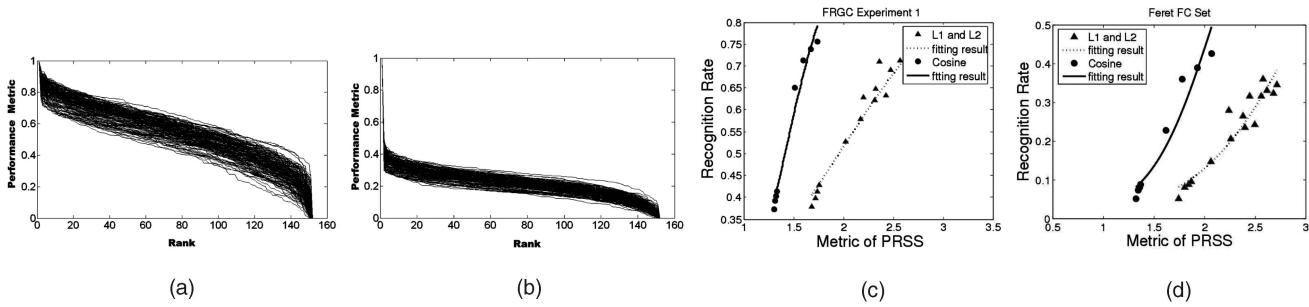 Performance Metric
1
0.8
0.6
0.4
0.2
0
0 20 40 60 80 100 120 140 160
Rank
(a)
Performance Metric
1
0.8
0.6
0.4
0.2
0
0 20 40 60 80 100 120 140 160
Rank
(b)
FRGC Experiment 1
Recognition Rate
0.8
0.75
0.7
0.65
0.6
0.55
0.5
0.45
0.4
0.35
L1 and L2
fitting result
Cosine
fitting result
1 1.5 2 2.5 3 3.5
Metric of PRSS
(c)
Feret FC Set
Recognition Rate
0.5
0.4
0.3
0.2
0.1
0
L1 and L2
fitting result
Cosine
fitting result
0.5 1 1.5 2 2.5 3
Metric of PRSS
(d)